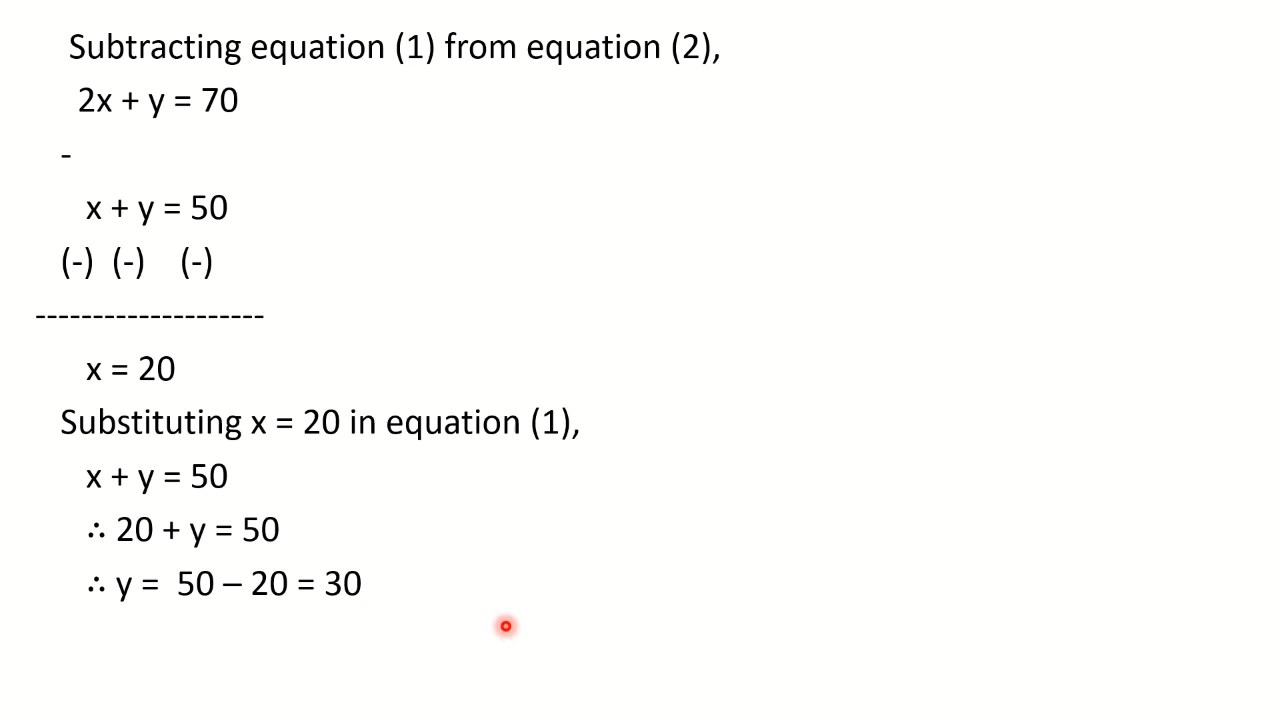 Subtracting equation (1) from equation (2),
2x + y = 70
-
x + y = 50
(-) (-) (-)
--------------------
x = 20
Substituting x = 20 in equation (1),
x + y = 50
∴ 20 + y = 50
∴ y = 50 – 20 = 30